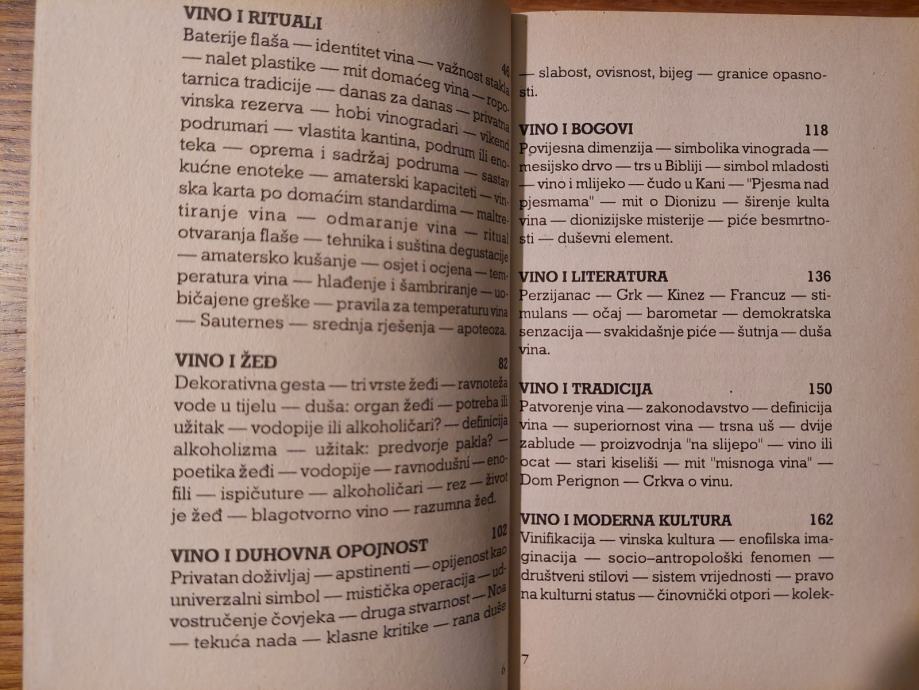 VINO I RITUALI 46
Baterije flaša — identitet vina — važnost stakla
— nalet plastike — mit domaćeg vina — ropo-
tarnica tradicije — danas za danas — privatna
vinska rezerva — hobi vinogradari — vikend
podrumari — vlastita kantina, podrum ili eno-
teka — oprema i sadržaj podruma — sastav
kućne enoteke — amaterski kapaciteti — vin-
ska karta po domaćim standardima — maltre-
tiranje vina — odmaranje vina — ritual
otvaranja flaše — tehnika i suština degustacije
— amatersko kušanje — osjet i ocjena — tem-
peratura vina — hlađenje i šambriranje — uo-
bičajene greške — pravila za temperaturu vina
— Sauternes — srednja rješenja — apoteoza.
VINO I ŽED 82
Dekorativna gesta — tri vrste žeđi — ravnoteža
vode u tijelu — duša: organ žeđi — potreba ili
užitak — vodopije ili alkoholičari? — definicija
alkoholizma — užitak: predvorje pakla? —
poetika žeđi — vodopije — ravnodušni — eno-
fili — ispičuture — alkoholičari — rez — život
je žeđ — blagotvorno vino — razumna žeđ.
VINO I DUHOVNA OPOJNOST 102
Privatan doživljaj — apstinenti — opijenost kao
univerzalni simbol — mistička operacija — ud-
vostručenje čovjeka — druga stvarnost — Noa
— tekuća nada — klasne kritike — rana duše
6
— slabost, ovisnost, bijeg — granice opasno-
sti.
VINO I BOGOVI 118
Povijesna dimenzija — simbolika vinograda —
mesijsko drvo — trs u Bibliji — simbol mladosti
— vino i mlijeko — čudo u Kani — "Pjesma nad
pjesmama" — mit o Dionizu — širenje kulta
vina — dionizijske misterije — piće besmrtno-
sti — duševni element.
VINO I LITERATURA 136
Perzijanac — Grk — Kinez — Francuz — sti-
mulans — očaj — barometar — demokratska
senzacija — svakidašnje piće — šutnja — duša
vina.
VINO I TRADICIJA 150
Patvorenje vina — zakonodavstvo — definicija
vina — superiornost vina — trsna uš — dvije
zablude — proizvodnja "na slijepo" — vino ili
ocat — stari kiseliši — mit "misnoga vina" —
Dom Perignon — Crkva o vinu.
VINO I MODERNA KULTURA 162
Vinifikacija — vinska kultura — enofilska ima-
ginacija — socio–antropološki fenomen —
društveni stilovi — sistem vrijednosti — pravo
na kulturni status — činovnički otpori — kolek-
7